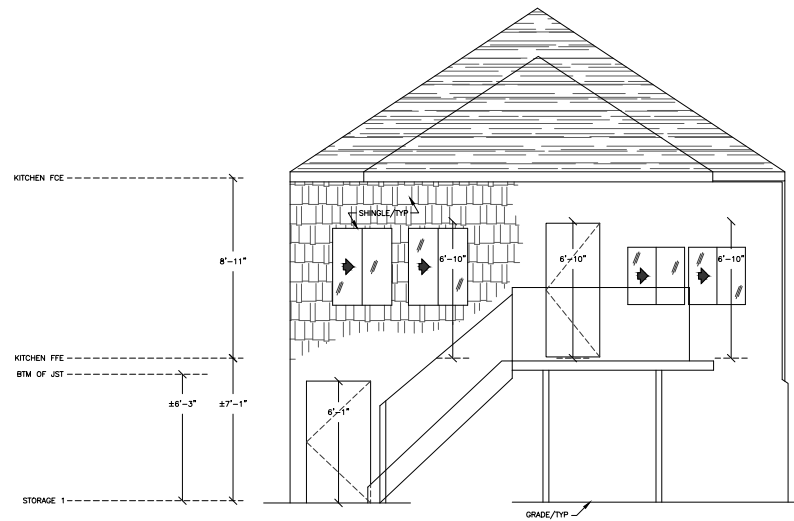 KITCHEN FCE
SHINGLE/TYP
8'-11"
6'-10"
6'-10"
6'-10"
KITCHEN FFE
BTM OF JST
±6'-3"
±7'-1"
6'-1"
STORAGE 1
GRADE/TYP